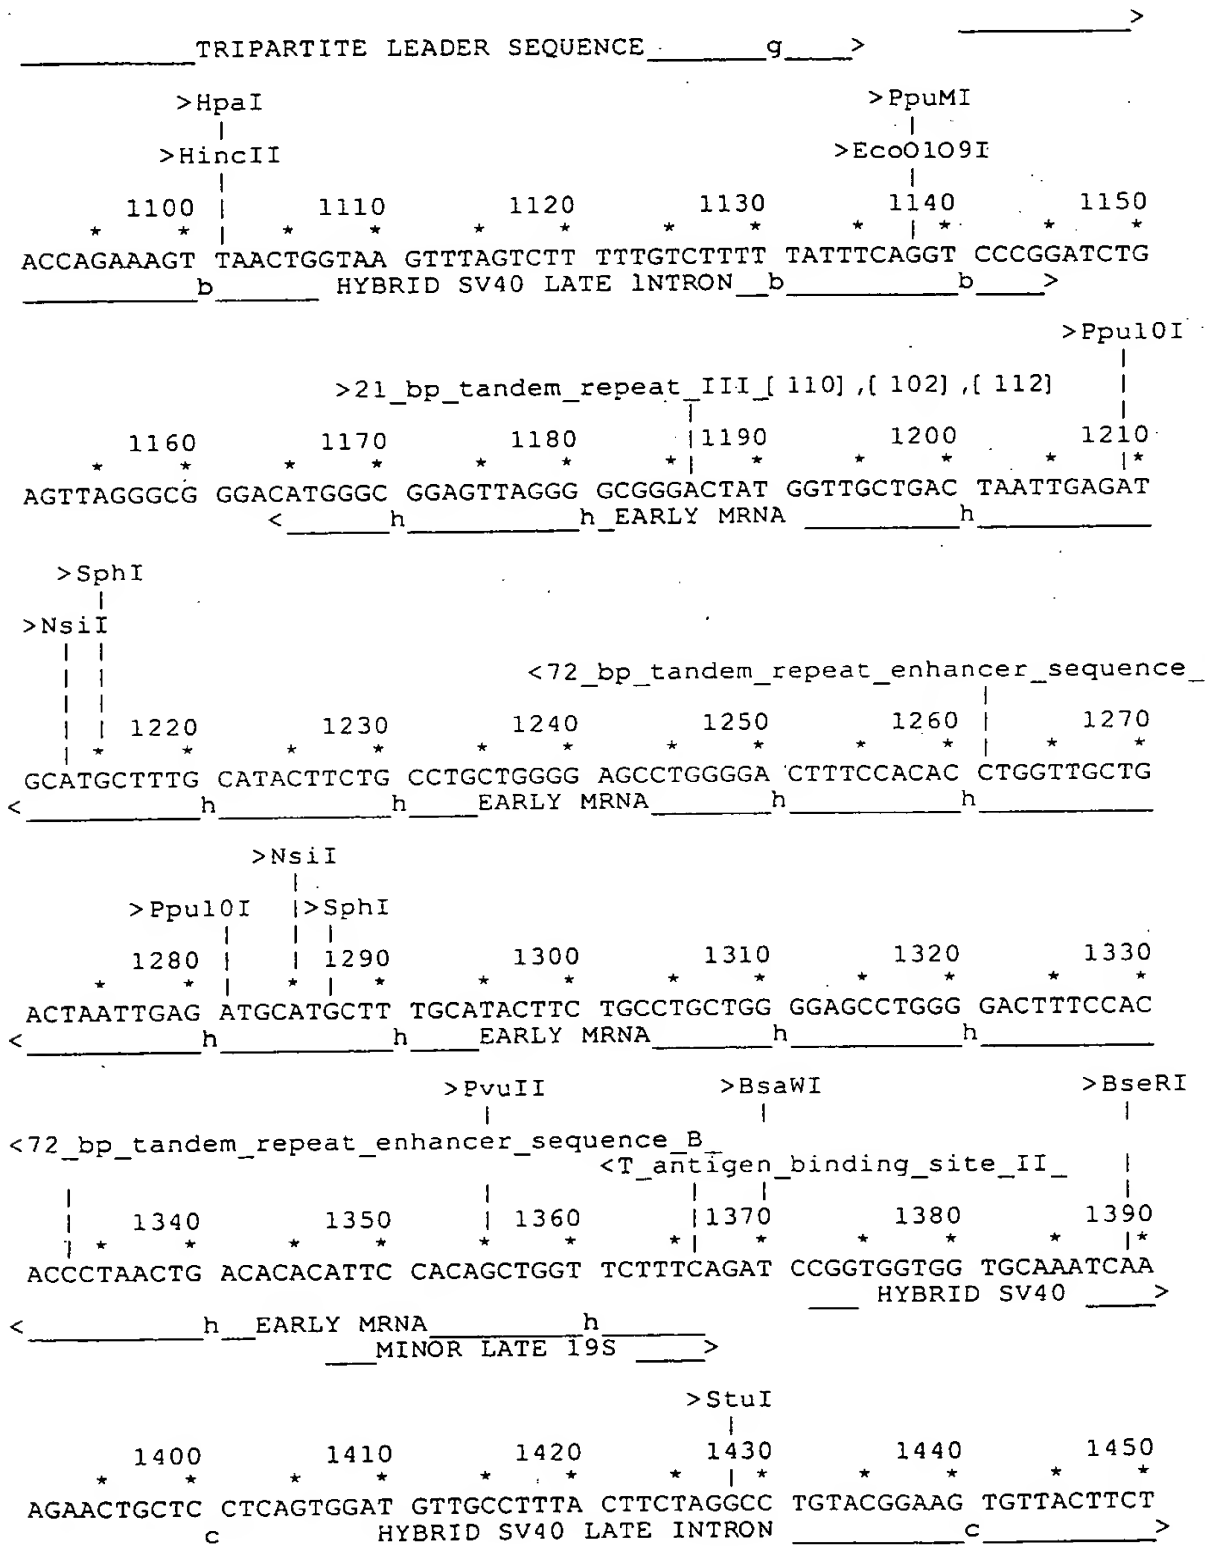 >
TRIPARTITE LEADER SEQUENCE g >
>HpaI >PpuMI
>HincII >EcoO109I
1100 1110 1120 1130 1140 1150
* * * * * * * * * * * *
ACCAGAAAGT TAACTGGTAA GTTTAGTCTT TTTGTCTTTT TATTTCAGGT CCCGGATCTG
b HYBRID SV40 LATE 1NTRON b b >
>Ppu10I
>21_bp_tandem_repeat_III_[110],[102],[112]
1160 1170 1180 1190 1200 1210
* * * * * * * * * * * *
AGTTAGGGCG GGACATGGGC GGAGTTAGGG GCGGGACTAT GGTTGCTGAC TAATTGAGAT
< h h EARLY MRNA h
>SphI
>NsiI
<72_bp_tandem_repeat_enhancer_sequence_
1220 1230 1240 1250 1260 1270
* * * * * * * * * * * *
GCATGCTTTG CATACTTCTG CCTGCTGGGG AGCCTGGGGA CTTTCCACAC CTGGTTGCTG
< h h EARLY MRNA h h
>NsiI
>Ppu10I >SphI
1280 1290 1300 1310 1320 1330
* * * * * * * * * * * *
ACTAATTGAG ATGCATGCTT TGCATACTTC TGCCTGCTGG GGAGCCTGGG GACTTTCCAC
< h h EARLY MRNA h h
>PvuII >BsaWI >BseRI
<72_bp_tandem_repeat_enhancer_sequence_B_
<T_antigen_binding_site_II_
1340 1350 1360 1370 1380 1390
* * * * * * * * * * * *
ACCCTAACTG ACACACATTC CACAGCTGGT TCTTTCAGAT CCGGTGGTGG TGCAAATCAA
HYBRID SV40 >
< h EARLY MRNA h
MINOR LATE 19S >
>StuI
1400 1410 1420 1430 1440 1450
* * * * * * * * * * * *
AGAACTGCTC CTCAGTGGAT GTTGCCTTTA CTTCTAGGCC TGTACGGAAG TGTTACTTCT
c HYBRID SV40 LATE INTRON c >